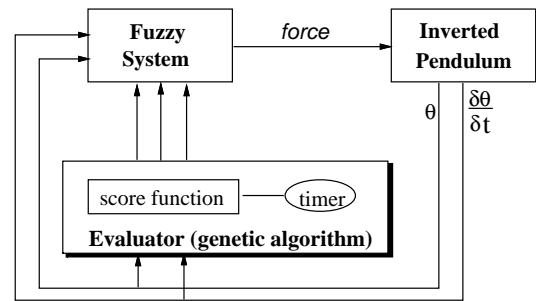 Fuzzy
System
force
Inverted
Pendulum
θ
δθ
δt
score function
timer
Evaluator (genetic algorithm)